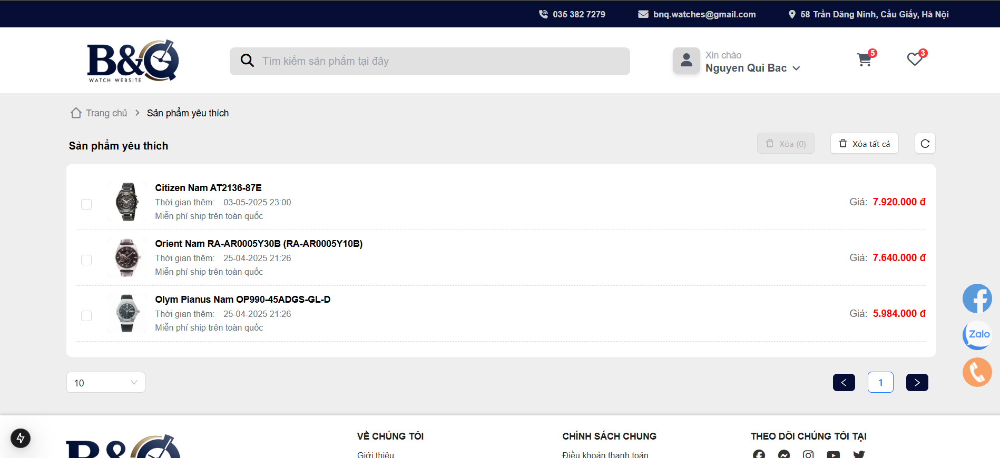 035 382 7279
bnq.watches@gmail.com
58 Trần Đăng Ninh, Cầu Giấy, Hà Nội
B&Q
WATCH WEBSITE
Tìm kiếm sản phẩm tại đây
Xin chào
Nguyen Qui Bac
5
3
Trang chủ
Sản phẩm yêu thích
Sản phẩm yêu thích
Xóa (0)
Xóa tất cả
Citizen Nam AT2136-87E
Thời gian thêm: 03-05-2025 23:00
Miễn phí ship trên toàn quốc
Giá: 7.920.000 đ
Orient Nam RA-AR0005Y30B (RA-AR0005Y10B)
Thời gian thêm: 25-04-2025 21:26
Miễn phí ship trên toàn quốc
Giá: 7.640.000 đ
Olym Pianus Nam OP990-45ADGS-GL-D
Thời gian thêm: 25-04-2025 21:26
Miễn phí ship trên toàn quốc
Giá: 5.984.000 đ
Zalo
10
1
B&Q
VỀ CHÚNG TÔI
CHÍNH SÁCH CHUNG
THEO DÕI CHÚNG TÔI TẠI
Giới thiệu
Điều khoản thanh toán